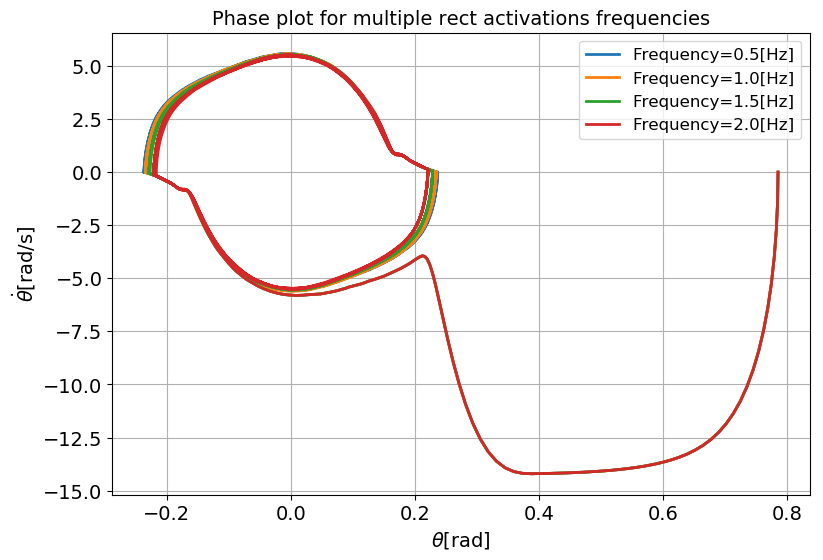 Phase plot for multiple rect activations frequencies
Frequency=0.5[Hz]
Frequency=1.0[Hz]
Frequency=1.5[Hz]
Frequency=2.0[Hz]
θ̇[rad/s]
5.0
2.5
0.0
−2.5
−5.0
−7.5
−10.0
−12.5
−15.0
−0.2 0.0 0.2 0.4 0.6 0.8
θ[rad]